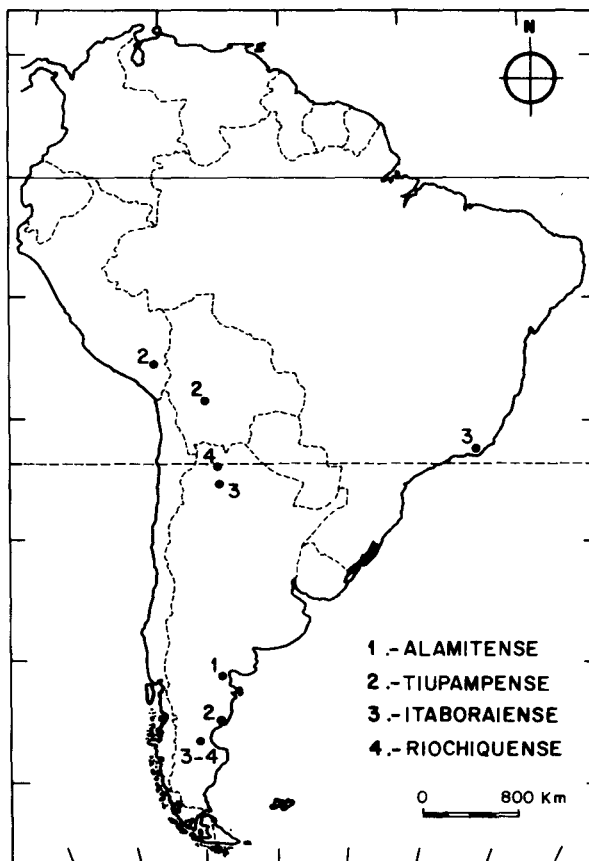 N
2
2
3
4
3
1
2
3-4
1.-ALAMITENSE
2.-TIUPAMPENSE
3.-ITABORAIENSE
4.-RIOCHIQUENSE
0 800 Km